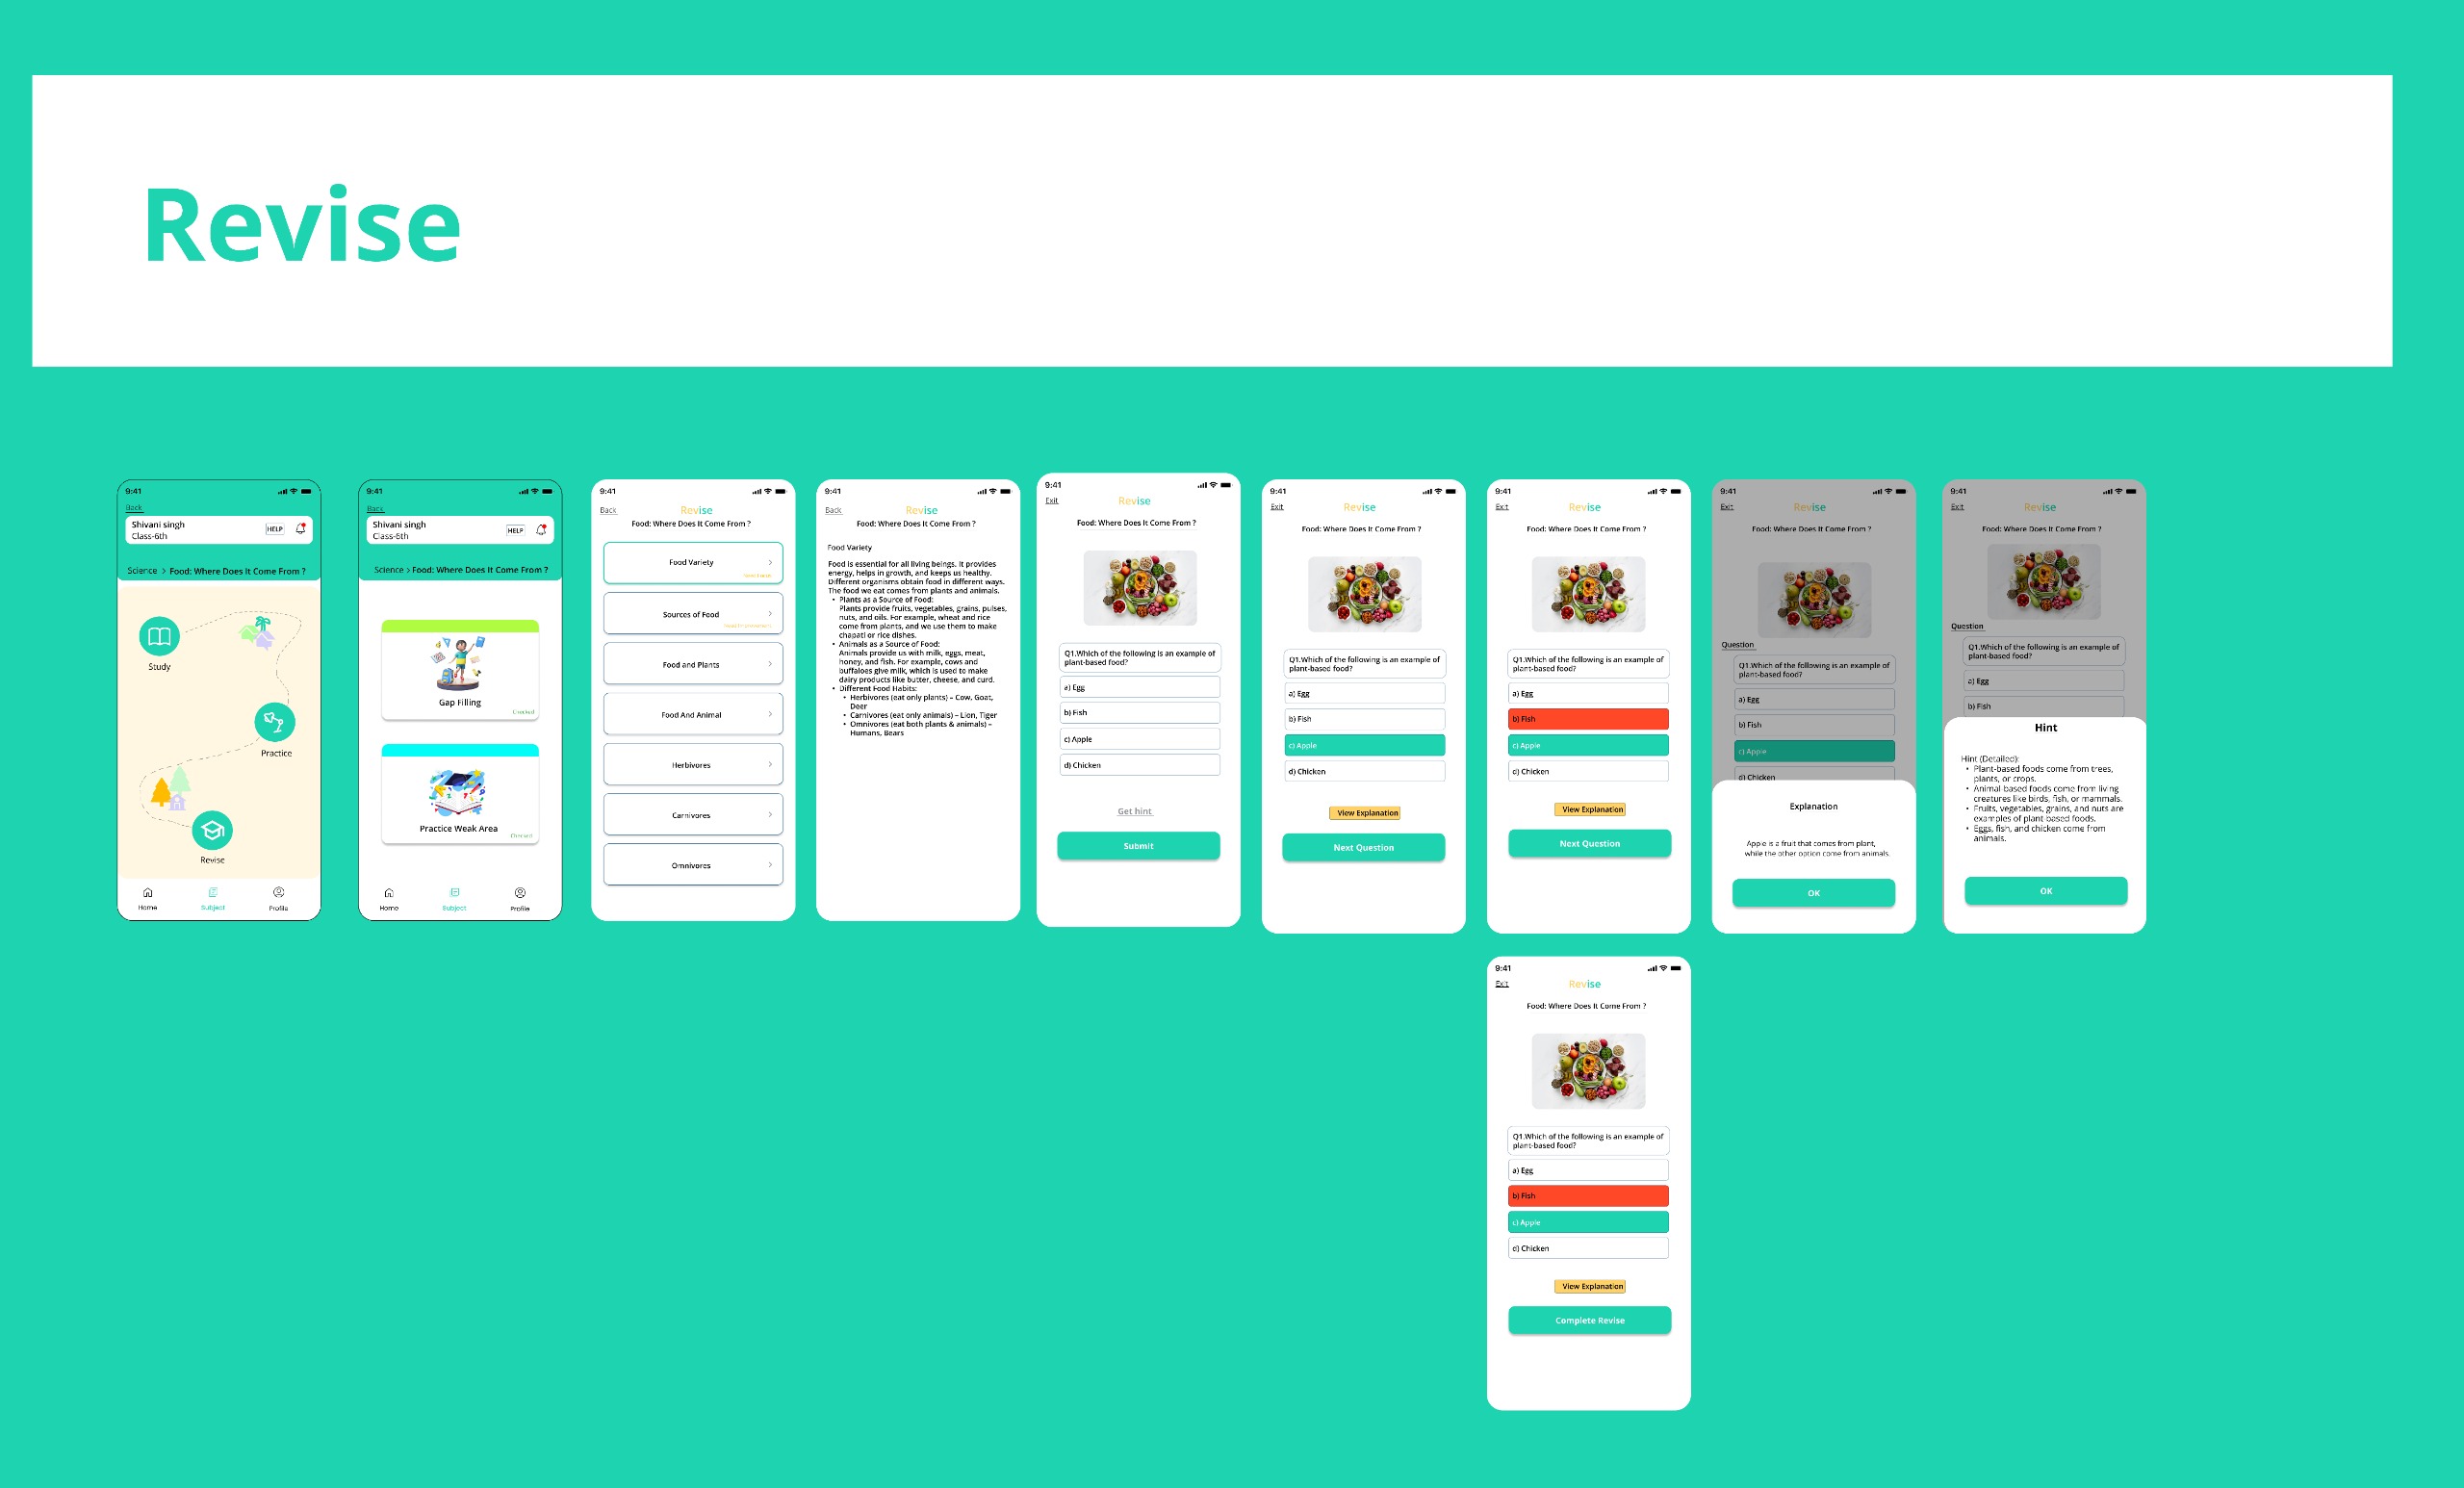 Revise
9:41
Back
Shivani singh
HELP
Class-6th
Science > Food: Where Does It Come From ?
Study
Practice
Revise
Home
Subject
Profile
9:41
Back
Shivani singh
HELP
Class-6th
Science > Food: Where Does It Come From ?
Gap Filling
Checked
Practice Weak Area
Checked
Home
Subject
Profile
9:41
Back
Revise
Food: Where Does It Come From ?
Food Variety
Sources of Food
Food and Plants
Food And Animal
Herbivores
Carnivores
Omnivores
9:41
Back
Revise
Food: Where Does It Come From ?
Food Variety
Food is essential for all living beings. It provides
energy, helps in growth, and keeps us healthy.
Different organisms obtain food in different ways.
The food we eat comes from plants and animals.
• Plants as a Source of Food:
Plants provide fruits, vegetables, grains, pulses,
nuts, and oils. For example, wheat and rice
come from plants, and we use them to make
chapati or rice dishes.
• Animals as a Source of Food:
Animals provide us with milk, eggs, meat,
honey, and fish. For example, cows and
buffaloes give milk, which is used to make
dairy products like butter, cheese, and curd.
• Different Food Habits:
• Herbivores (eat only plants) – Cow, Goat,
Deer
• Carnivores (eat only animals) – Lion, Tiger
• Omnivores (eat both plants & animals) –
Humans, Bears
9:41
Exit
Revise
Food: Where Does It Come From ?
Q1.Which of the following is an example of
plant-based food?
a) Egg
b) Fish
c) Apple
d) Chicken
Get hint
Submit
9:41
Exit
Revise
Food: Where Does It Come From ?
Q1.Which of the following is an example of
plant-based food?
a) Egg
b) Fish
c) Apple
d) Chicken
View Explanation
Next Question
9:41
Exit
Revise
Food: Where Does It Come From ?
Q1.Which of the following is an example of
plant-based food?
a) Egg
b) Fish
c) Apple
d) Chicken
View Explanation
Next Question
9:41
Exit
Revise
Food: Where Does It Come From ?
Question
Q1.Which of the following is an example of
plant-based food?
a) Egg
b) Fish
c) Apple
d) Chicken
Explanation
Apple is a fruit that comes from plant,
while the other option come from animals.
OK
9:41
Exit
Revise
Food: Where Does It Come From ?
Question
Q1.Which of the following is an example of
plant-based food?
a) Egg
b) Fish
Hint
Hint (Detailed):
• Plant-based foods come from trees,
plants, or crops.
• Animal-based foods come from living
creatures like birds, fish, or mammals.
• Fruits, vegetables, grains, and nuts are
examples of plant-based foods.
• Eggs, fish, and chicken come from
animals.
OK
9:41
Exit
Revise
Food: Where Does It Come From ?
Q1.Which of the following is an example of
plant-based food?
a) Egg
b) Fish
c) Apple
d) Chicken
View Explanation
Complete Revise